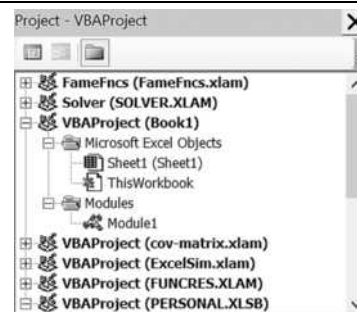 Project - VBAProject
FameFncs (FameFncs.xlam)
Solver (SOLVER.XLAM)
VBAProject (Book1)
Microsoft Excel Objects
Sheet1 (Sheet1)
ThisWorkbook
Modules
Module1
VBAProject (cov-matrix.xlam)
VBAProject (ExcelSim.xlam)
VBAProject (FUNCRES.XLAM)
VBAProject (PERSONAL.XLSB)